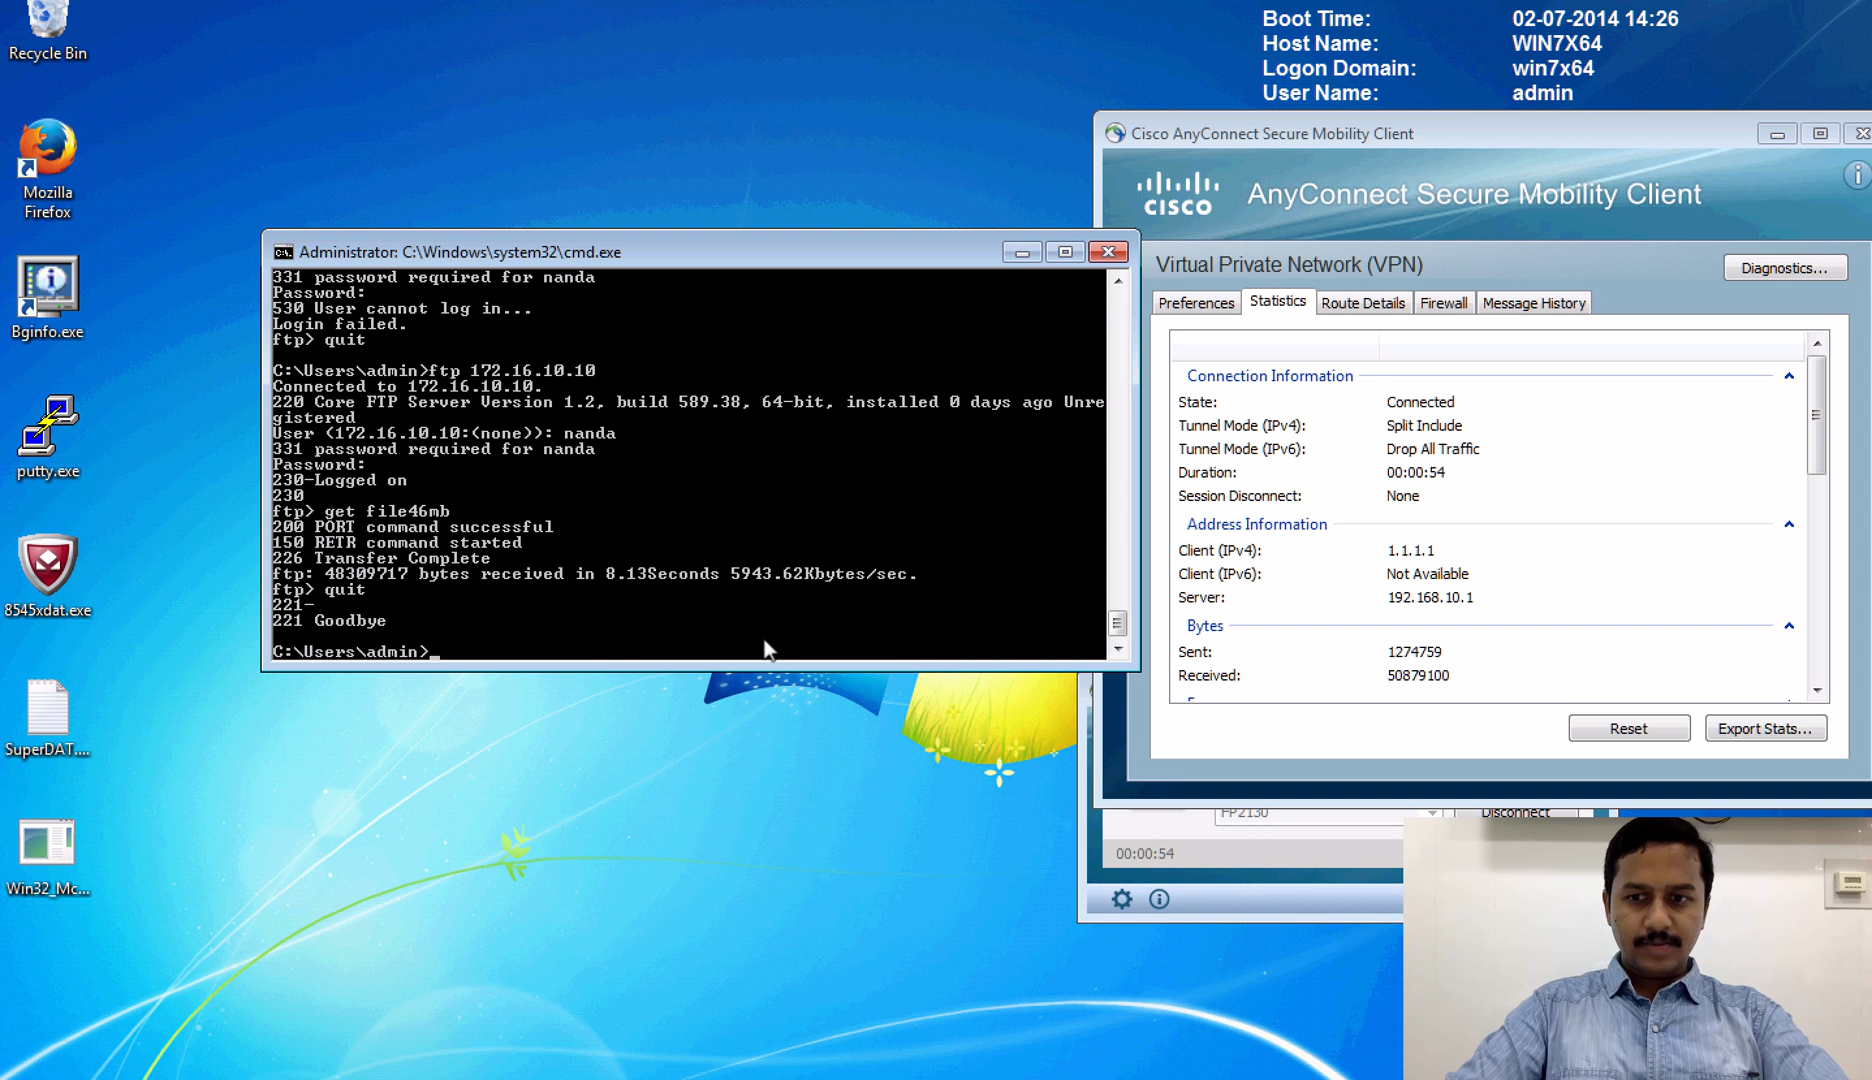 Boot Time: 02-07-2014 14:26
Host Name: WIN7X64
Logon Domain: win7x64
User Name: admin
Recycle Bin
Mozilla
Firefox
Bginfo.exe
putty.exe
8545xdat.exe
SuperDAT....
Win32_Mc...
Administrator: C:\Windows\system32\cmd.exe
331 password required for nanda
Password:
530 User cannot log in...
Login failed.
ftp> quit
C:\Users\admin>ftp 172.16.10.10
Connected to 172.16.10.10.
220 Core FTP Server Version 1.2, build 589.38, 64-bit, installed 0 days ago Unre
gistered
User (172.16.10.10:(none)): nanda
331 password required for nanda
Password:
230-Logged on
230
ftp> get file46mb
200 PORT command successful
150 RETR command started
226 Transfer Complete
ftp: 48309717 bytes received in 8.13Seconds 5943.62Kbytes/sec.
ftp> quit
221-
221 Goodbye
C:\Users\admin>_
Cisco AnyConnect Secure Mobility Client
CISCO
AnyConnect Secure Mobility Client
Virtual Private Network (VPN)
Diagnostics...
Preferences Statistics Route Details Firewall Message History
Connection Information
State: Connected
Tunnel Mode (IPv4): Split Include
Tunnel Mode (IPv6): Drop All Traffic
Duration: 00:00:54
Session Disconnect: None
Address Information
Client (IPv4): 1.1.1.1
Client (IPv6): Not Available
Server: 192.168.10.1
Bytes
Sent: 1274759
Received: 50879100
Reset Export Stats...
FP2130 Disconnect
00:00:54